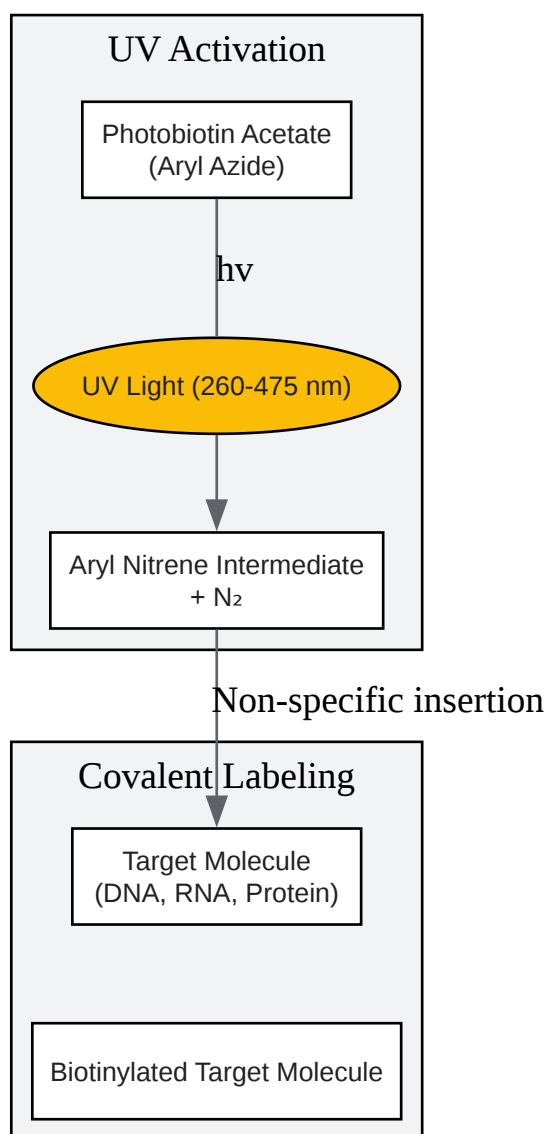 UV Activation
Photobiotin Acetate
(Aryl Azide)
hv
UV Light (260-475 nm)
Aryl Nitrene Intermediate
+ N₂
Non-specific insertion
Covalent Labeling
Target Molecule
(DNA, RNA, Protein)
Biotinylated Target Molecule